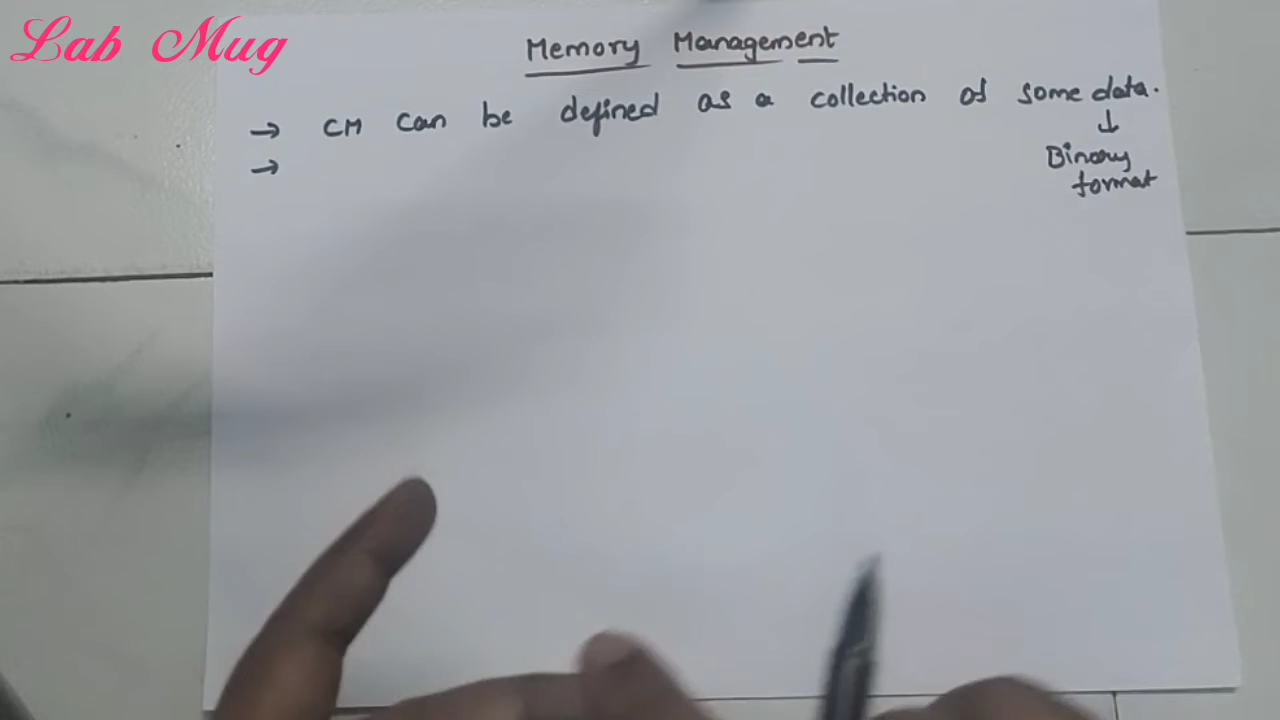 Lab Mug
Memory Management
→ CM can be defined as a collection of some data.
↓
→
Binary
format